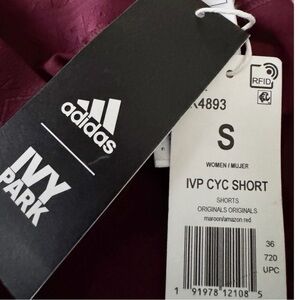 adidas
IVY
PARK
RFID
4893
S
WOMEN / MUJER
IVP CYC SHORT
SHORTS
ORIGINALS ORIGINALS
maroon/amazon red
36
720
UPC
1 91978 12108 5